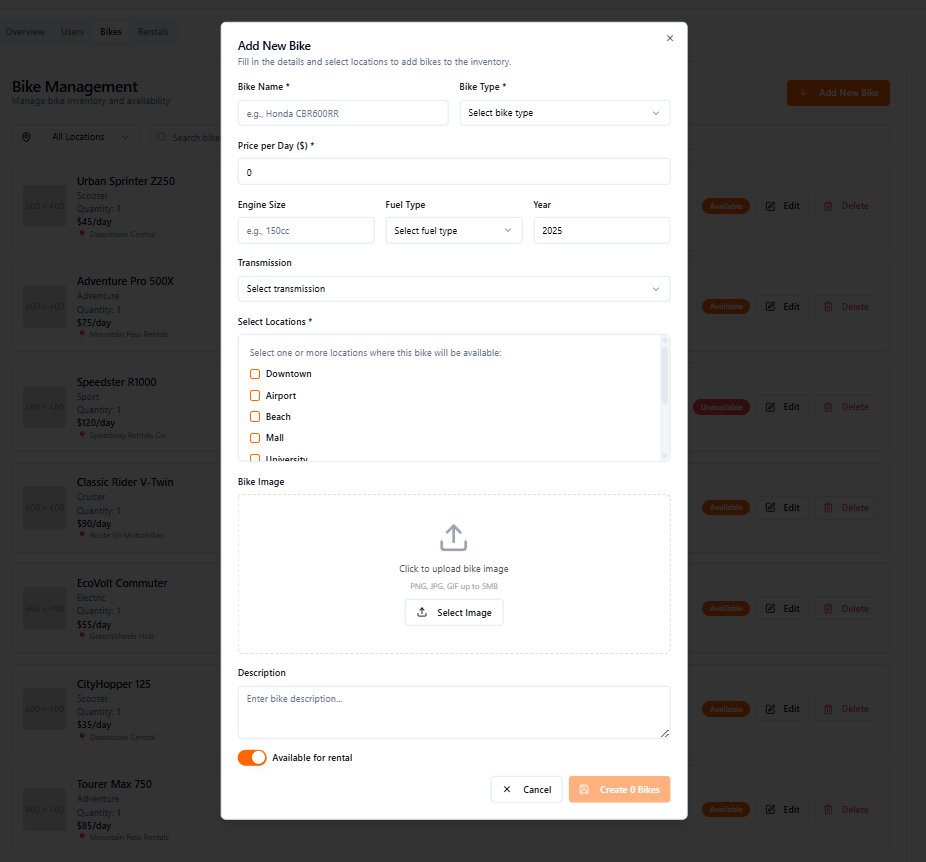 Overview Users Bikes Rentals
Bike Management
Manage bike inventory and availability
+ Add New Bike
All Locations
Search bike
600 × 400
Urban Sprinter Z250
Scooter
Quantity: 1
$45/day
Downtown Central
Available Edit Delete
600 × 400
Adventure Pro 500X
Adventure
Quantity: 1
$75/day
Mountain Pass Rentals
Available Edit Delete
600 × 400
Speedster R1000
Sport
Quantity: 1
$120/day
Speedway Rentals Co.
Unavailable Edit Delete
600 × 400
Classic Rider V-Twin
Cruiser
Quantity: 1
$90/day
Route 66 Motorbikes
Available Edit Delete
600 × 400
EcoVolt Commuter
Electric
Quantity: 1
$55/day
GreenWheels Hub
Available Edit Delete
600 × 400
CityHopper 125
Scooter
Quantity: 1
$35/day
Downtown Central
Available Edit Delete
600 × 400
Tourer Max 750
Adventure
Quantity: 1
$85/day
Mountain Pass Rentals
Available Edit Delete
Add New Bike
Fill in the details and select locations to add bikes to the inventory.
Bike Name * Bike Type *
e.g., Honda CBR600RR Select bike type
Price per Day ($) *
0
Engine Size Fuel Type Year
e.g., 150cc Select fuel type 2025
Transmission
Select transmission
Select Locations *
Select one or more locations where this bike will be available:
Downtown
Airport
Beach
Mall
University
Bike Image
Click to upload bike image
PNG, JPG, GIF up to 5MB
Select Image
Description
Enter bike description...
Available for rental
Cancel Create 0 Bikes